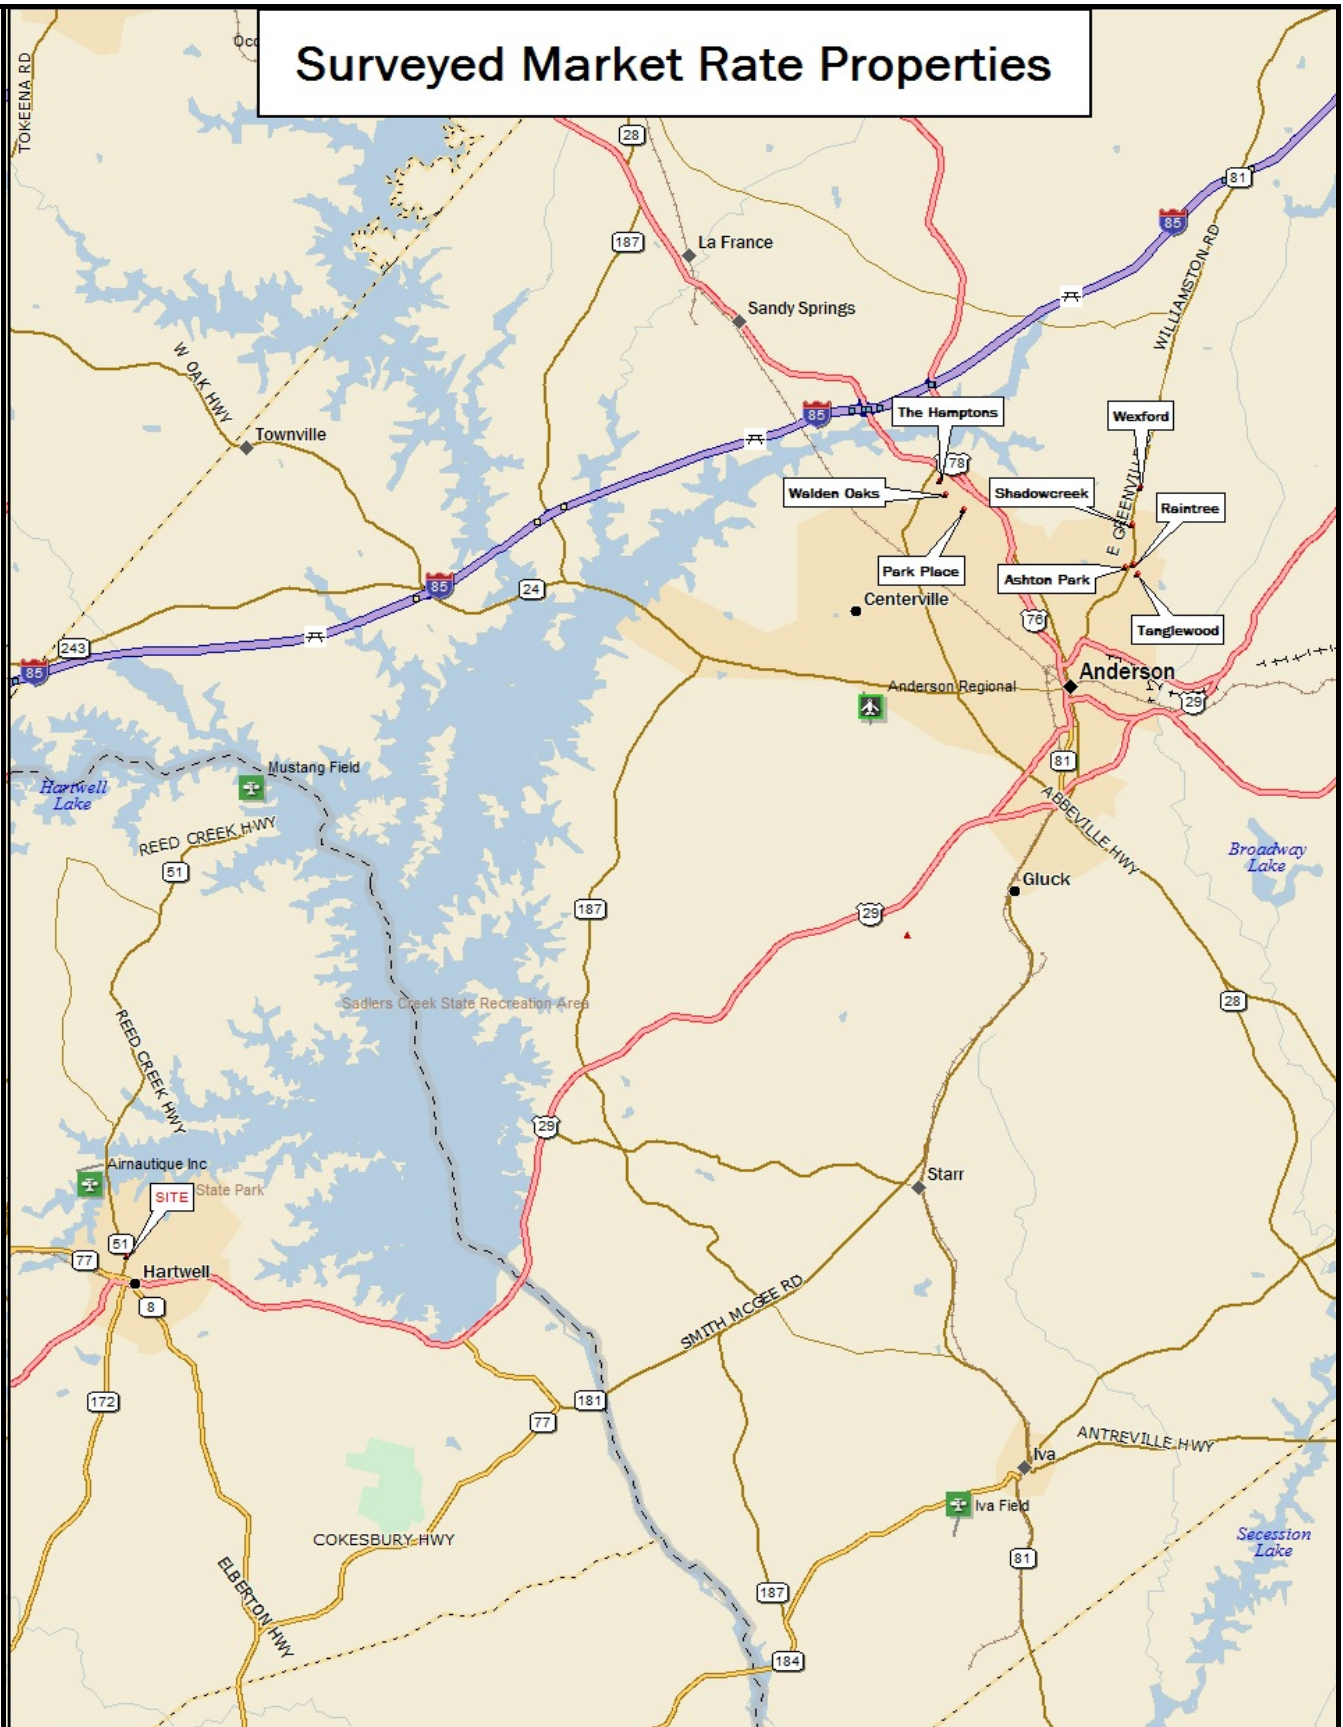 Surveyed Market Rate Properties
TOKEENA RD
28
81
85
187
La France
WILLIAMSTON RD
Sandy Springs
W OAK HWY
85
The Hamptons
Wexford
Townville
78
Walden Oaks
Shadowcreek
Raintree
E GREENVILLE
Park Place
Ashton Park
85
24
Centerville
76
Tanglewood
243
85
Anderson
Anderson Regional
29
81
Mustang Field
Hartwell
Lake
ABBEVILLE HWY
REED CREEK HWY
51
Broadway
Lake
Gluck
187
29
Sadlers Creek State Recreation Area
28
REED CREEK HWY
29
Airnautique Inc
Starr
SITE
State Park
51
77
Hartwell
8
SMITH MCGEE RD
172
181
77
ANTREVILLE HWY
Iva
Iva Field
COKESBURY HWY
Secession
Lake
81
ELBERTON HWY
187
184